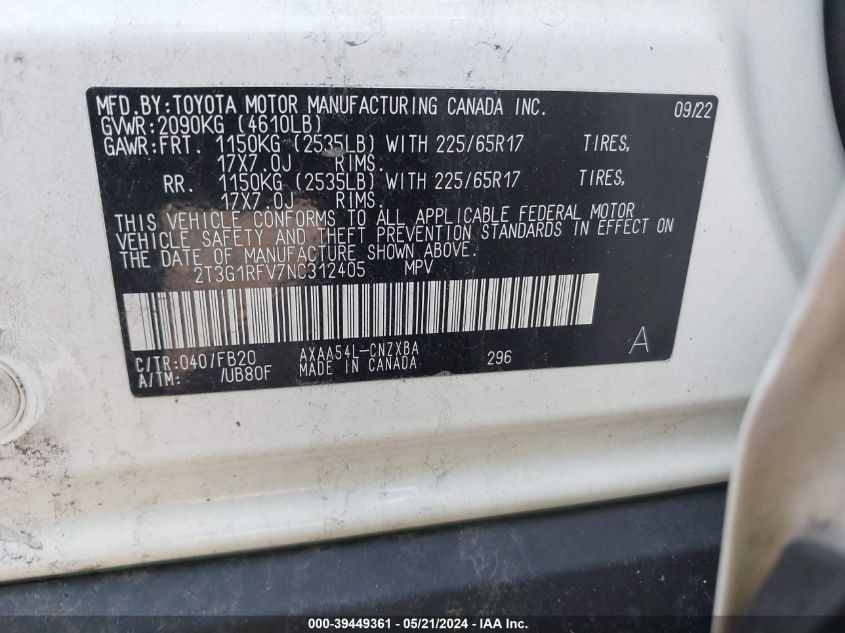 MFD.BY:TOYOTA MOTOR MANUFACTURING CANADA INC. 09/22
GVWR:2090KG (4610LB)
GAWR:FRT. 1150KG (2535LB) WITH 225/65R17 TIRES,
17X7.0J RIMS.
RR. 1150KG (2535LB) WITH 225/65R17 TIRES,
17X7.0J RIMS.
THIS VEHICLE CONFORMS TO ALL APPLICABLE FEDERAL MOTOR
VEHICLE SAFETY AND THEFT PREVENTION STANDARDS IN EFFECT ON
THE DATE OF MANUFACTURE SHOWN ABOVE.
2T3G1RFV7NC312405 MPV
C/TR:040/FB20 AXAA54L-CNZXBA 296 A
A/TM: /UB80F MADE IN CANADA
000-39449361 - 05/21/2024 - IAA Inc.